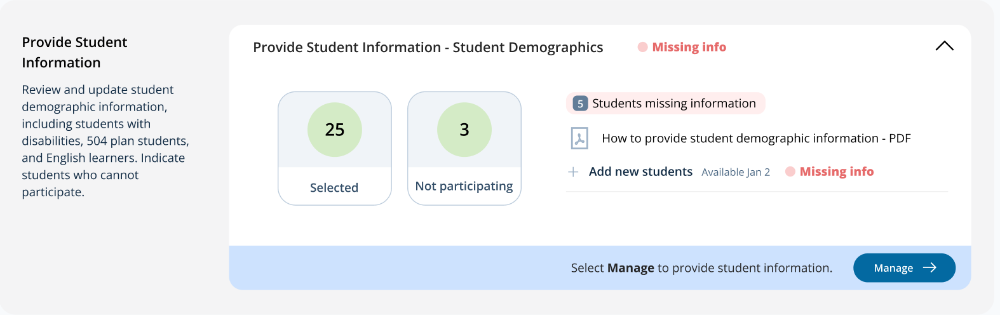 Provide Student
Information
Review and update student
demographic information,
including students with
disabilities, 504 plan students,
and English learners. Indicate
students who cannot
participate.
Provide Student Information - Student Demographics
Missing info
25
Selected
3
Not participating
5 Students missing information
How to provide student demographic information - PDF
Add new students Available Jan 2 Missing info
Select Manage to provide student information.
Manage